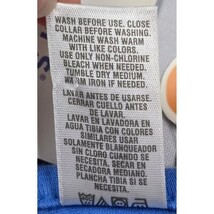 WASH BEFORE USE. CLOSE
COLLAR BEFORE WASHING.
MACHINE WASH WARM
WITH LIKE COLORS.
USE ONLY NON-CHLORINE
BLEACH WHEN NEEDED.
TUMBLE DRY MEDIUM.
WARM IRON IF NEEDED.
LAVAR ANTES DE USARSE.
CERRAR CUELLO ANTES
DE LAVAR.
LAVAR EN LAVADORA EN
AGUA TIBIA CON COLORES
SIMILARES USAR
SOLAMENTE BLANQUEADOR
SIN CLORO CUANDO SE
NECESITA. SECAR EN
SECADORA A MEDIANO.
PLANCHA TIBIA SI SE
NECESITA.